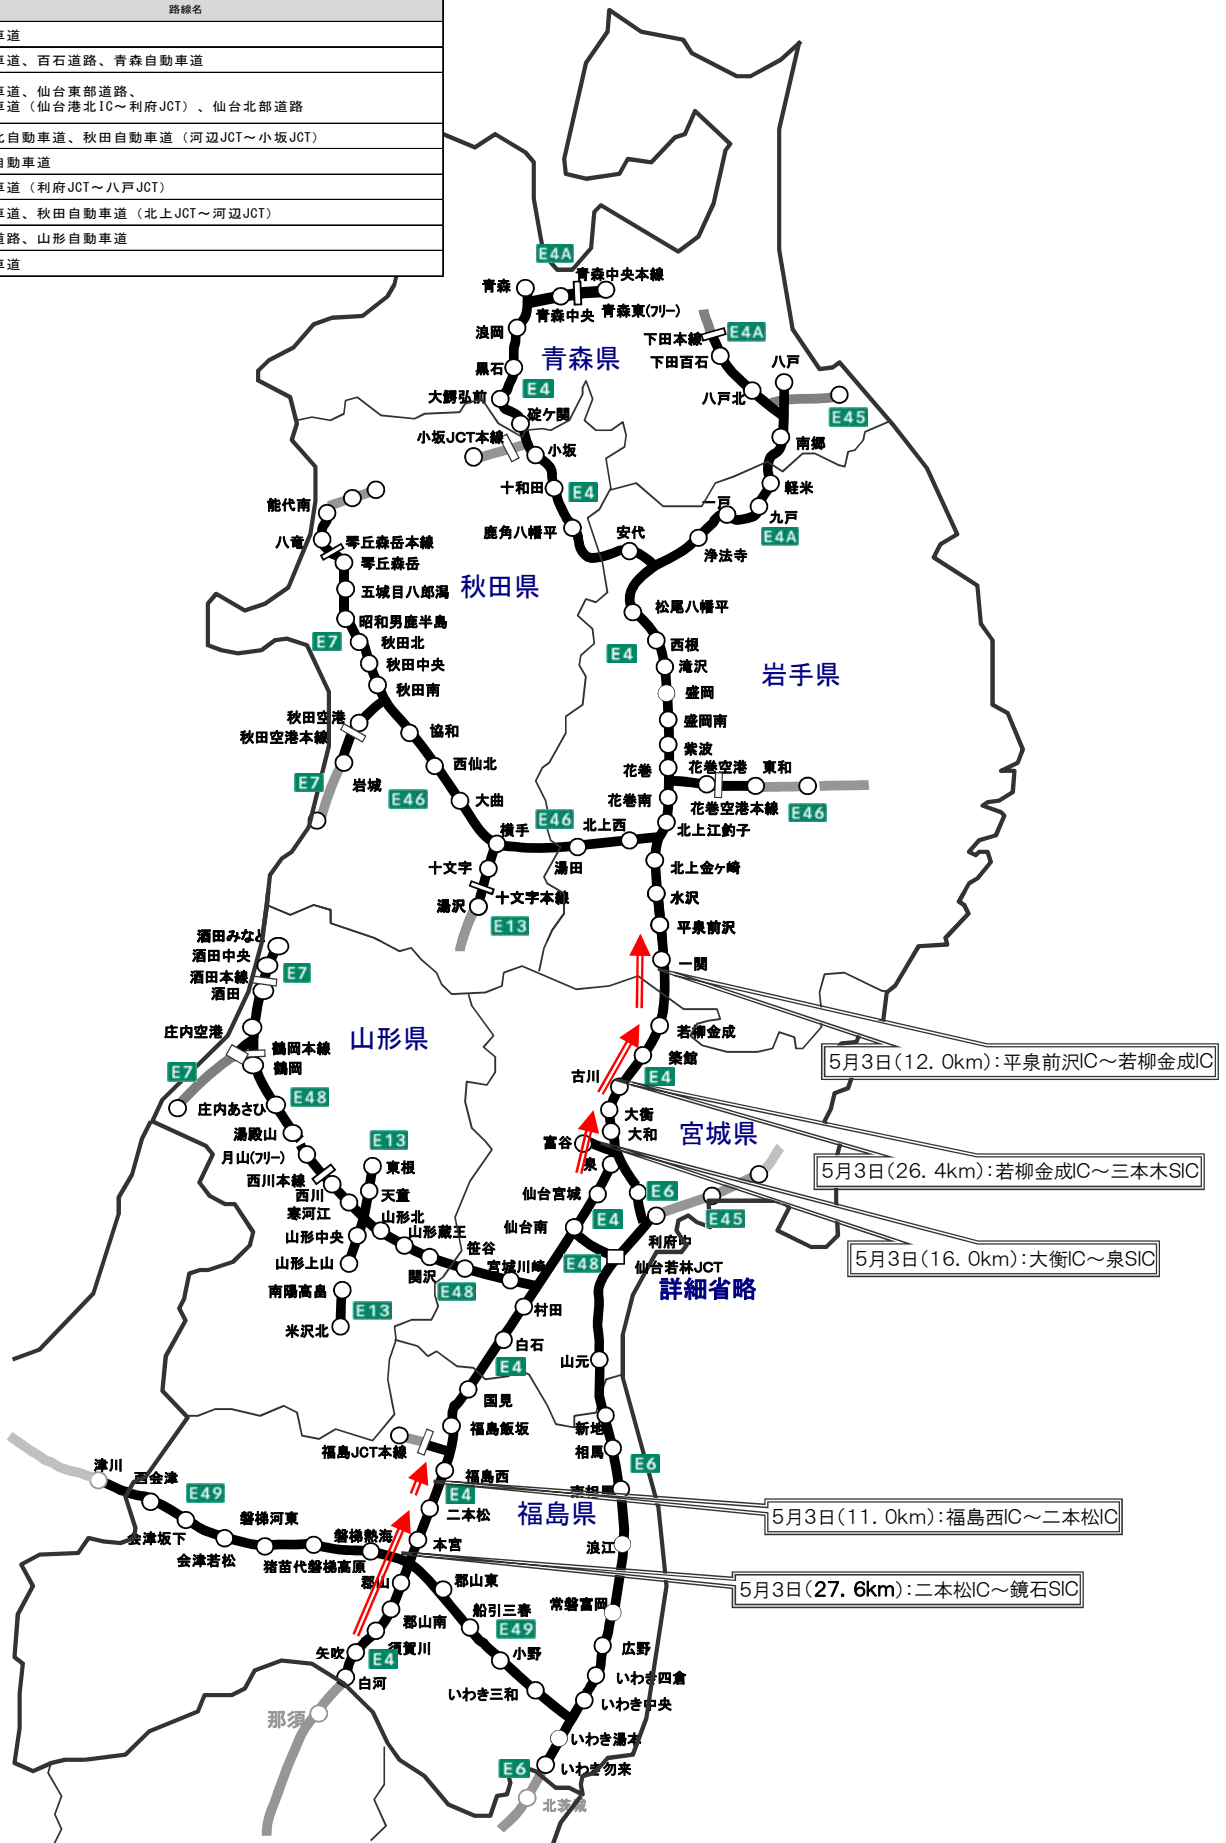 路線名
車道
車道、百石道路、青森自動車道
車道、仙台東部道路、
車道（仙台港北IC～利府JCT）、仙台北部道路
北自動車道、秋田自動車道（河辺JCT～小坂JCT）
自動車道
車道（利府JCT～八戸JCT）
車道、秋田自動車道（北上JCT～河辺JCT）
道路、山形自動車道
車道
E4A
青森中央本線
青森
青森中央
青森東(フリー)
浪岡
下田本線
E4A
青森県
下田百石
八戸
黒石
大鰐弘前
E4
八戸北
碇ケ関
E45
小坂JCT本線
小坂
南郷
十和田
E4
軽米
能代南
一戸
九戸
鹿角八幡平
安代
E4A
八竜
琴丘森岳本線
浄法寺
琴丘森岳
秋田県
五城目八郎潟
松尾八幡平
昭和男鹿半島
E7
秋田北
西根
E4
秋田中央
滝沢
岩手県
秋田南
盛岡
秋田空港
盛岡南
秋田空港本線
協和
紫波
西仙北
花巻
花巻空港
東和
E7
岩城
E46
大曲
花巻南
花巻空港本線
E46
E46
北上西
北上江釣子
横手
湯田
十文字
北上金ヶ崎
十文字本線
水沢
湯沢
E13
平泉前沢
酒田みなと
酒田中央
一関
酒田本線
E7
酒田
庄内空港
山形県
若柳金成
鶴岡本線
築館
5月3日(12.0km):平泉前沢IC～若柳金成IC
鶴岡
E7
古川
E4
E48
庄内あさひ
大衡
湯殿山
大和
宮城県
E13
富谷
月山(フリー)
泉
5月3日(26.4km):若柳金成IC～三本木SIC
東根
西川本線
西川
天童
仙台宮城
E6
寒河江
山形北
仙台南
E4
E45
山形中央
山形蔵王
利府中
笹谷
5月3日(16.0km):大衡IC～泉SIC
山形上山
関沢
宮城川崎
E48
仙台若林JCT
南陽高畠
E48
詳細省略
E13
村田
米沢北
白石
山元
E4
国見
福島飯坂
新地
福島JCT本線
相馬
津川
福島西
E6
西会津
E49
E4
南相馬
磐梯河東
二本松
福島県
5月3日(11.0km):福島西IC～二本松IC
会津坂下
磐梯熱海
本宮
浪江
会津若松
猪苗代磐梯高原
郡山
郡山東
5月3日(27.6km):二本松IC～鏡石SIC
船引三春
常磐富岡
郡山南
E49
須賀川
広野
矢吹
E4
小野
白河
いわき四倉
いわき三和
いわき中央
那須
いわき湯本
E6
いわき勿来
北茨城